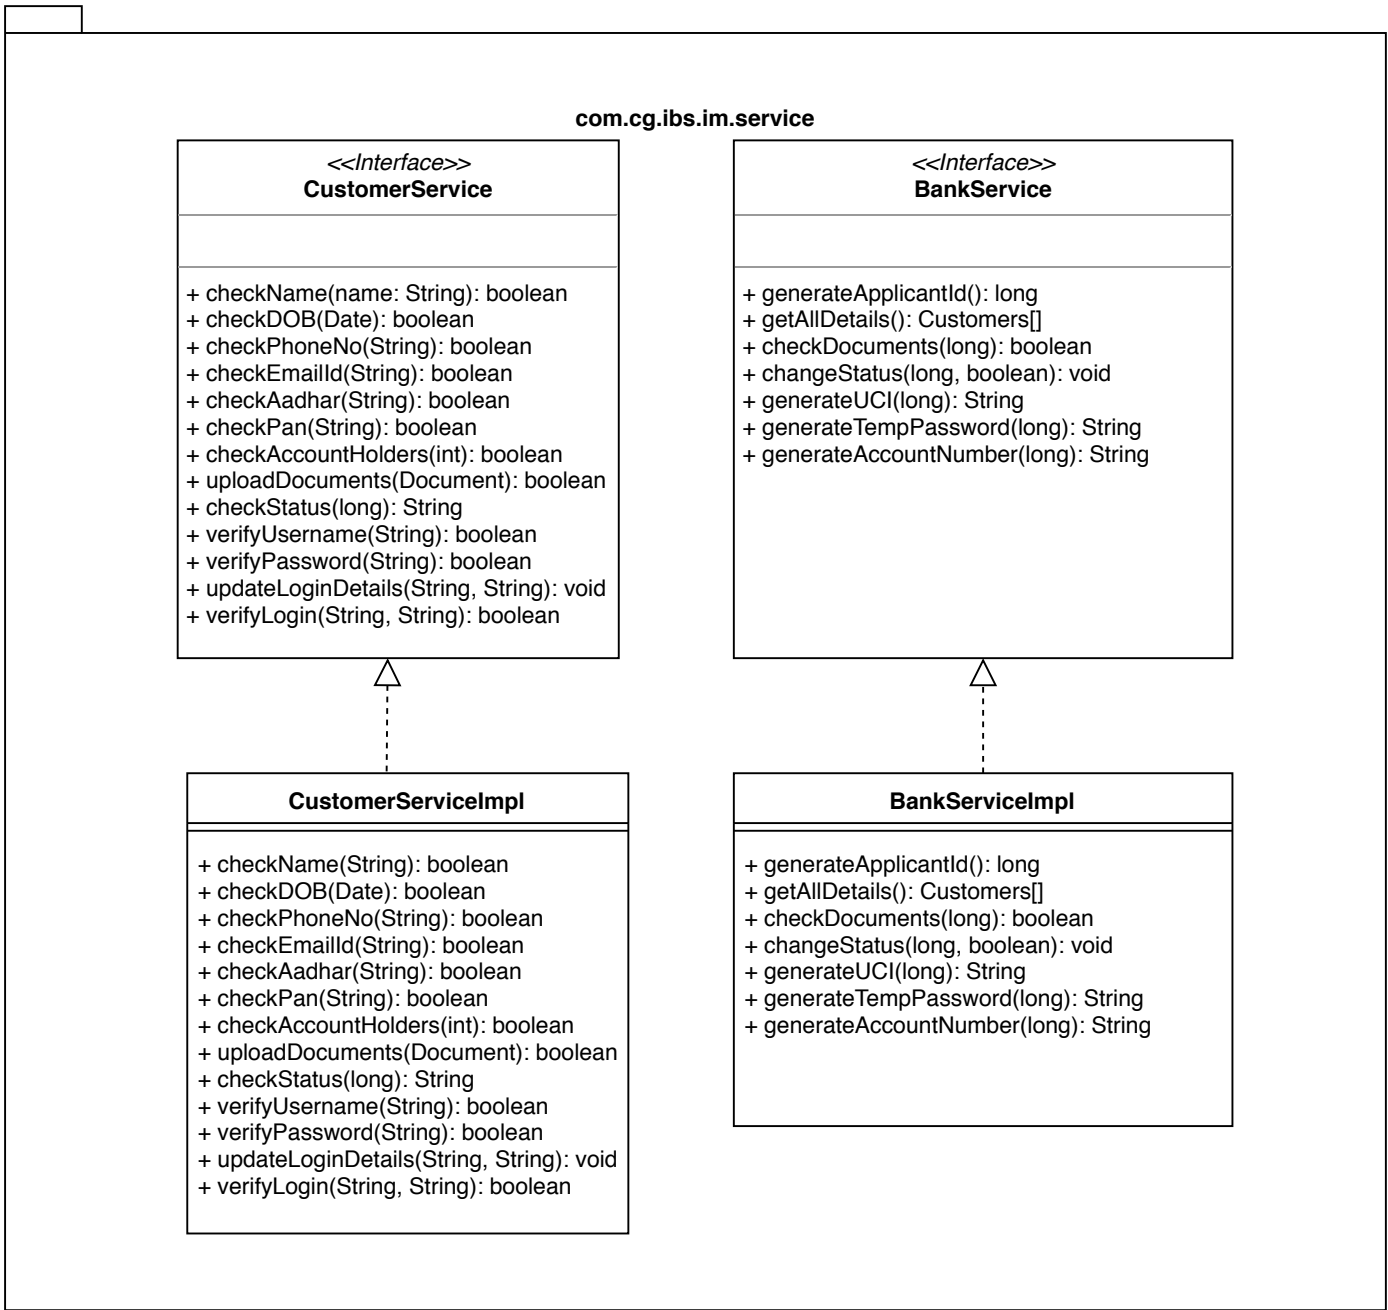 com.cg.ibs.im.service
<<Interface>>
CustomerService
+ checkName(name: String): boolean
+ checkDOB(Date): boolean
+ checkPhoneNo(String): boolean
+ checkEmailId(String): boolean
+ checkAadhar(String): boolean
+ checkPan(String): boolean
+ checkAccountHolders(int): boolean
+ uploadDocuments(Document): boolean
+ checkStatus(long): String
+ verifyUsername(String): boolean
+ verifyPassword(String): boolean
+ updateLoginDetails(String, String): void
+ verifyLogin(String, String): boolean
<<Interface>>
BankService
+ generateApplicantId(): long
+ getAllDetails(): Customers[]
+ checkDocuments(long): boolean
+ changeStatus(long, boolean): void
+ generateUCI(long): String
+ generateTempPassword(long): String
+ generateAccountNumber(long): String
CustomerServiceImpl
+ checkName(String): boolean
+ checkDOB(Date): boolean
+ checkPhoneNo(String): boolean
+ checkEmailId(String): boolean
+ checkAadhar(String): boolean
+ checkPan(String): boolean
+ checkAccountHolders(int): boolean
+ uploadDocuments(Document): boolean
+ checkStatus(long): String
+ verifyUsername(String): boolean
+ verifyPassword(String): boolean
+ updateLoginDetails(String, String): void
+ verifyLogin(String, String): boolean
BankServiceImpl
+ generateApplicantId(): long
+ getAllDetails(): Customers[]
+ checkDocuments(long): boolean
+ changeStatus(long, boolean): void
+ generateUCI(long): String
+ generateTempPassword(long): String
+ generateAccountNumber(long): String